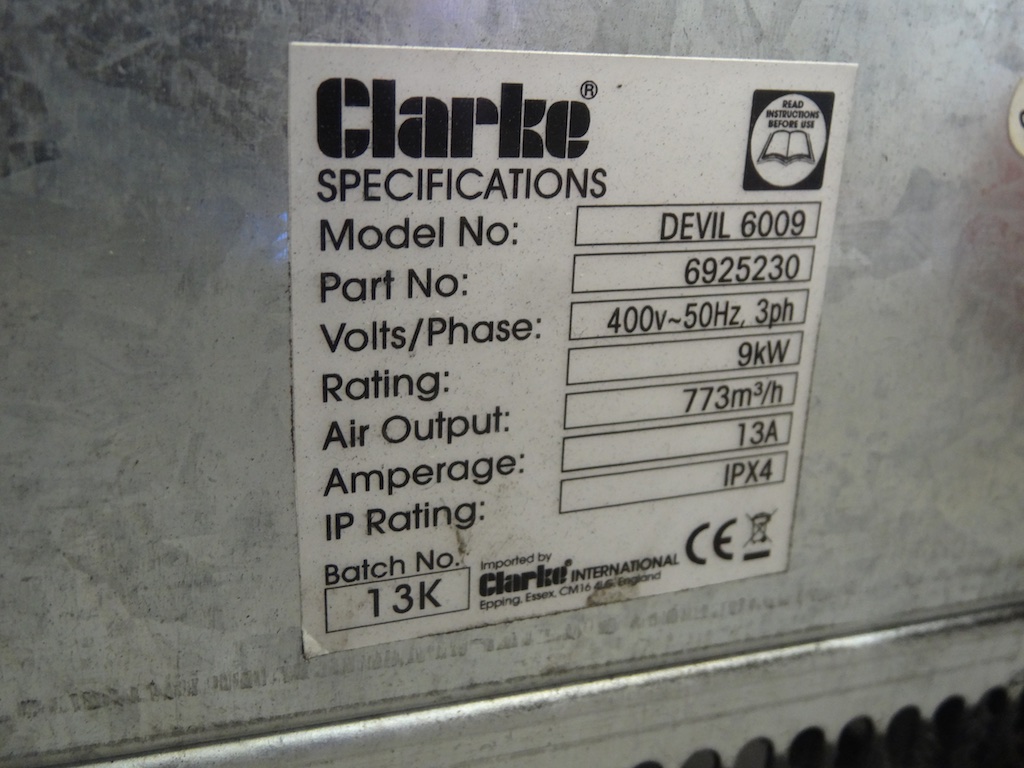 Clarke®
READ
INSTRUCTIONS
BEFORE USE
SPECIFICATIONS
Model No: DEVIL 6009
Part No: 6925230
Volts/Phase: 400v~50Hz, 3ph
Rating: 9kW
Air Output: 773m³/h
Amperage: 13A
IP Rating: IPX4
Batch No.
13K
Imported by
Clarke® INTERNATIONAL
Epping, Essex, CM16 England
CE